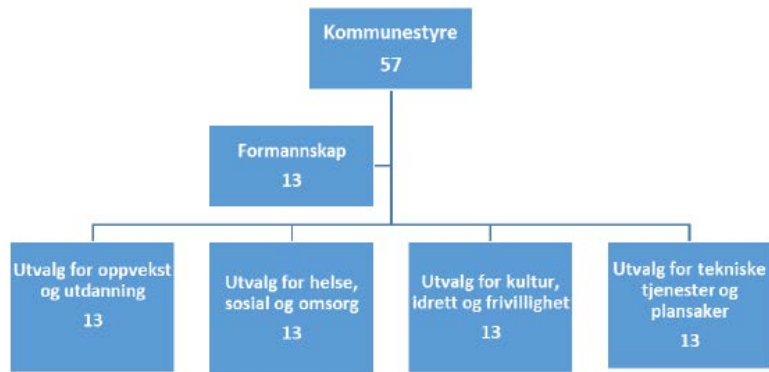 Kommunestyre
57
Formannskap
13
Utvalg for oppvekst
og utdanning
13
Utvalg for helse,
sosial og omsorg
13
Utvalg for kultur,
idrett og frivillighet
13
Utvalg for tekniske
tjenester og
plansaker
13